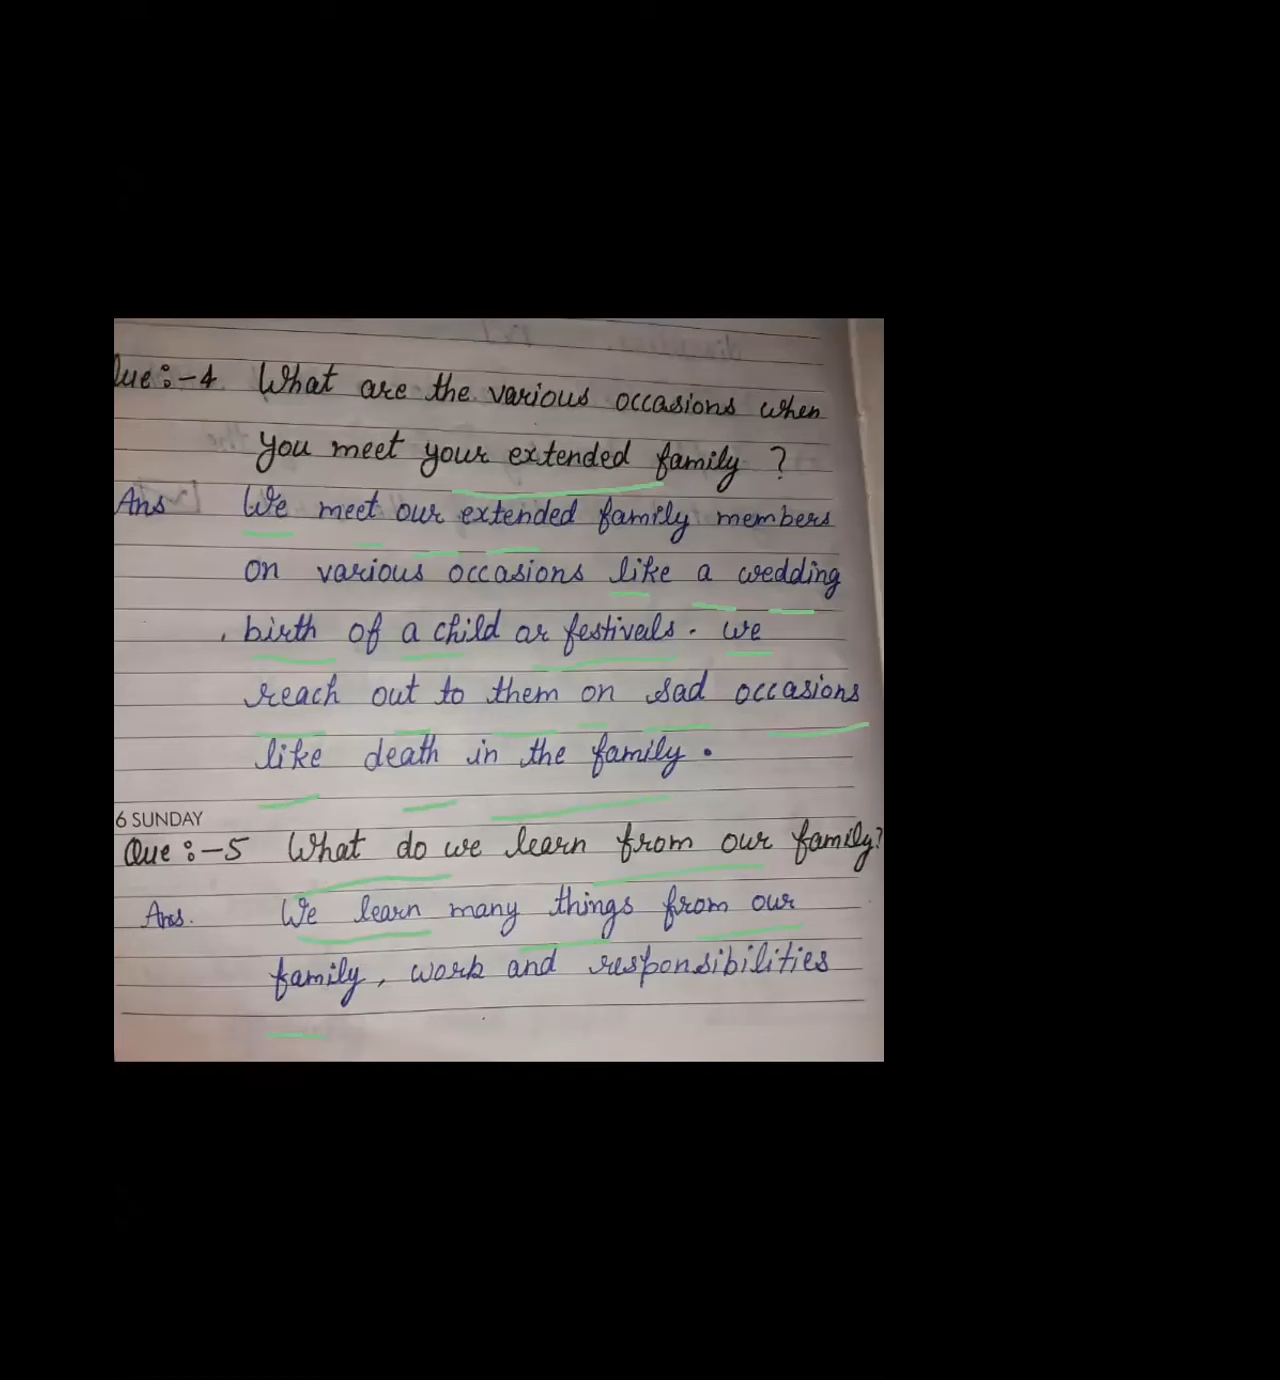 Que :- 4 What are the various occasions when
you meet your extended family ?
Ans We meet our extended family members
on various occasions like a wedding
, birth of a child or festivals. we
reach out to them on sad occasions
like death in the family.
6 SUNDAY
Que :- 5 What do we learn from our family?
Ans. We learn many things from our
family, work and responsibilities